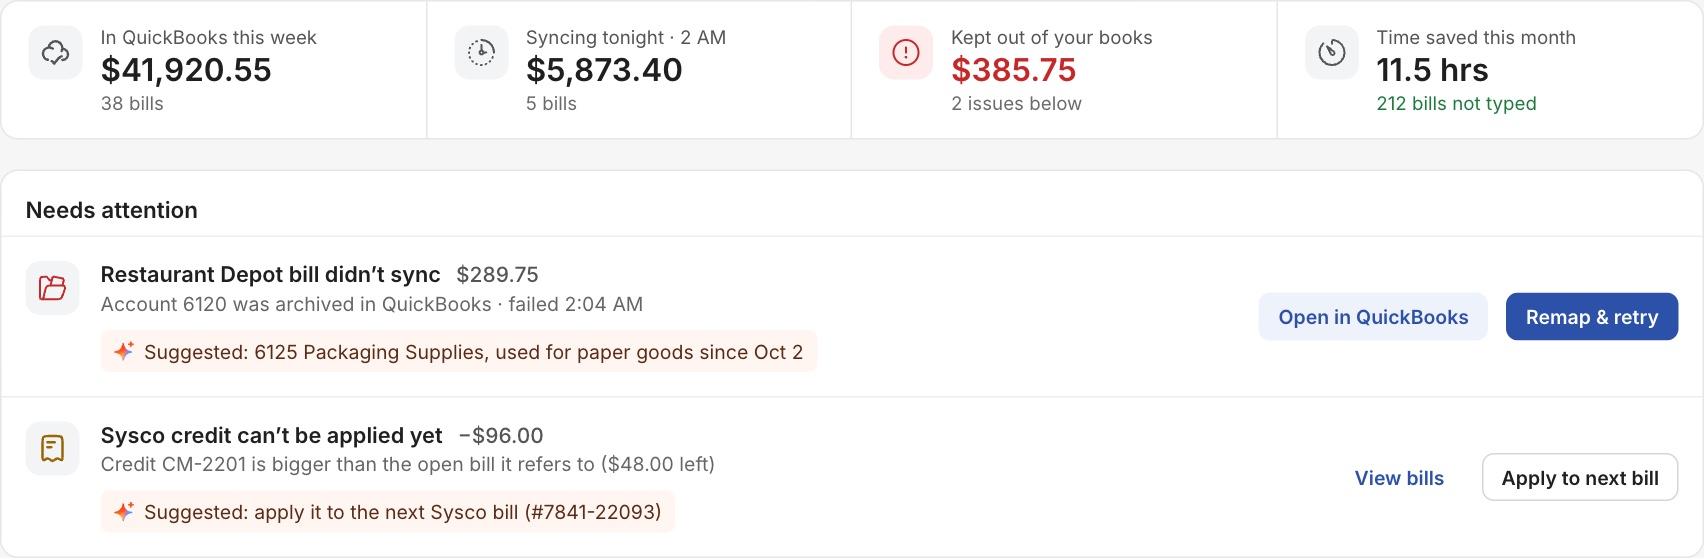 In QuickBooks this week
$41,920.55
38 bills
Syncing tonight · 2 AM
$5,873.40
5 bills
Kept out of your books
$385.75
2 issues below
Time saved this month
11.5 hrs
212 bills not typed
Needs attention
Restaurant Depot bill didn’t sync $289.75
Account 6120 was archived in QuickBooks · failed 2:04 AM
Suggested: 6125 Packaging Supplies, used for paper goods since Oct 2
Open in QuickBooks
Remap & retry
Sysco credit can’t be applied yet −$96.00
Credit CM-2201 is bigger than the open bill it refers to ($48.00 left)
Suggested: apply it to the next Sysco bill (#7841-22093)
View bills
Apply to next bill